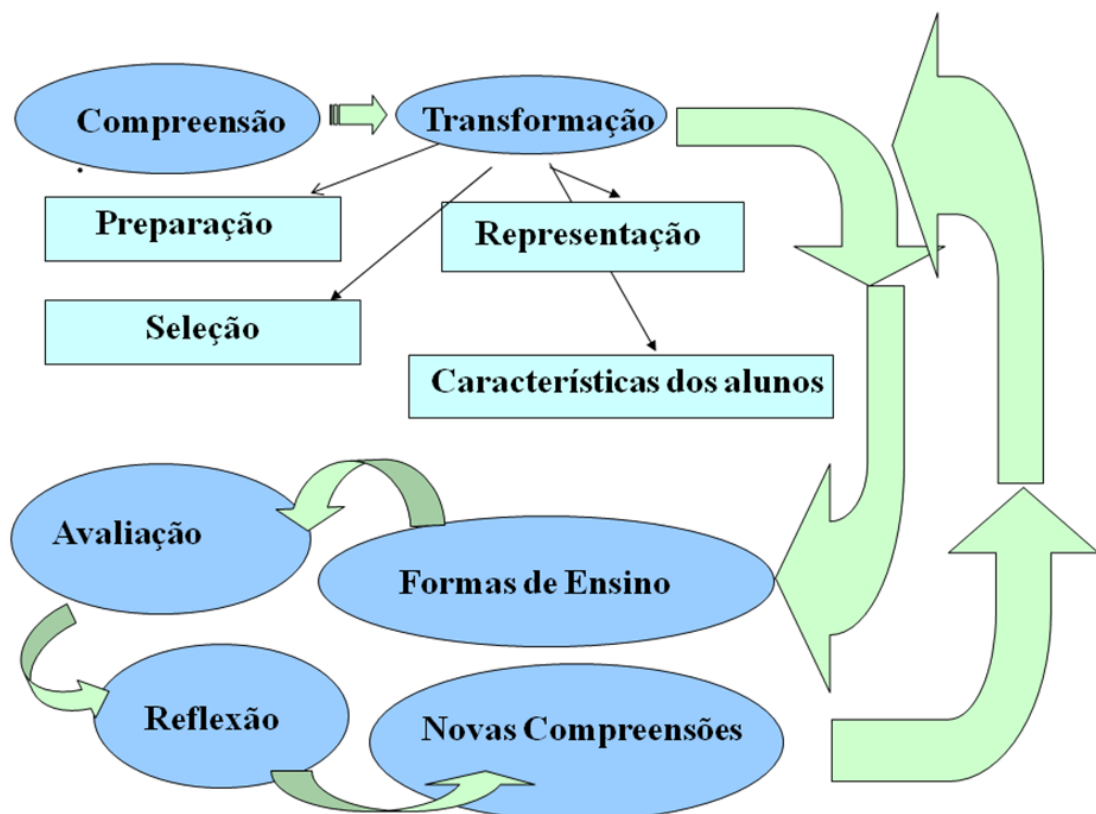 Compreensão
.
Transformação
Preparação
Representação
Seleção
Características dos alunos
Avaliação
Formas de Ensino
Reflexão
Novas Compreensões